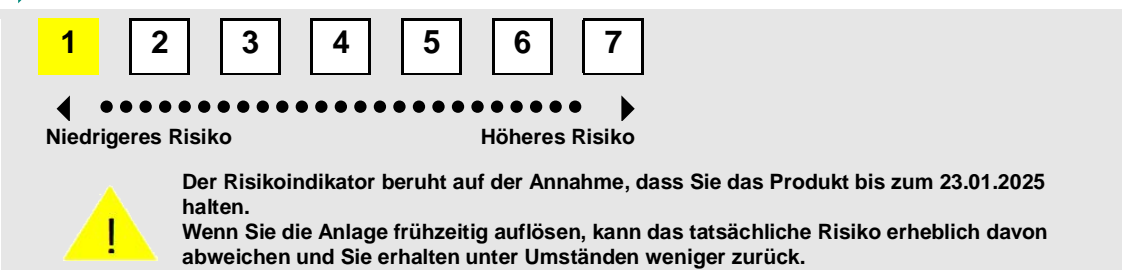 1 2 3 4 5 6 7
Niedrigeres Risiko Höheres Risiko
Der Risikoindikator beruht auf der Annahme, dass Sie das Produkt bis zum 23.01.2025
halten.
Wenn Sie die Anlage frühzeitig auflösen, kann das tatsächliche Risiko erheblich davon
abweichen und Sie erhalten unter Umständen weniger zurück.
!